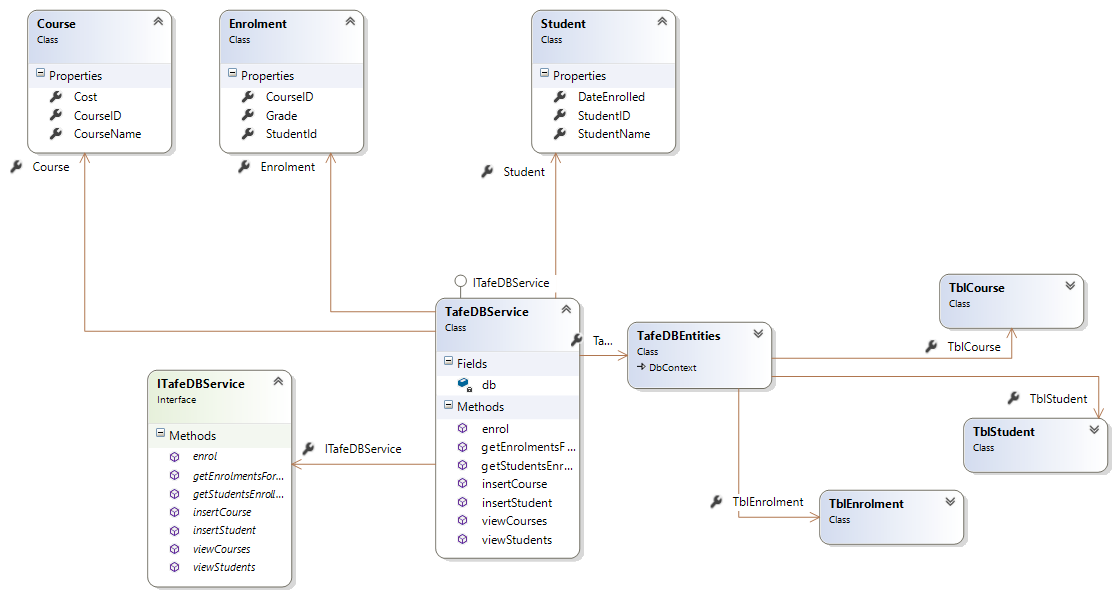 Course
Class
Properties
Cost
CourseID
CourseName
Course
Enrolment
Class
Properties
CourseID
Grade
StudentId
Enrolment
Student
Class
Properties
DateEnrolled
StudentID
StudentName
Student
ITafeDBService
TafeDBService
Class
Fields
db
Methods
enrol
getEnrolmentsF...
getStudentsEnr...
insertCourse
insertStudent
viewCourses
viewStudents
Ta...
TafeDBEntities
Class
DbContext
TblCourse
Class
TblCourse
TblStudent
TblStudent
Class
TblEnrolment
TblEnrolment
Class
ITafeDBService
Interface
Methods
enrol
getEnrolmentsFor...
getStudentsEnroll...
insertCourse
insertStudent
viewCourses
viewStudents
ITafeDBService